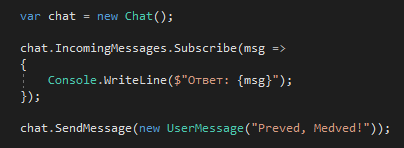 var chat = new Chat();
chat.IncomingMessages.Subscribe(msg =>
{
Console.WriteLine($"Ответ: {msg}");
});
chat.SendMessage(new UserMessage("Preved, Medved!"));